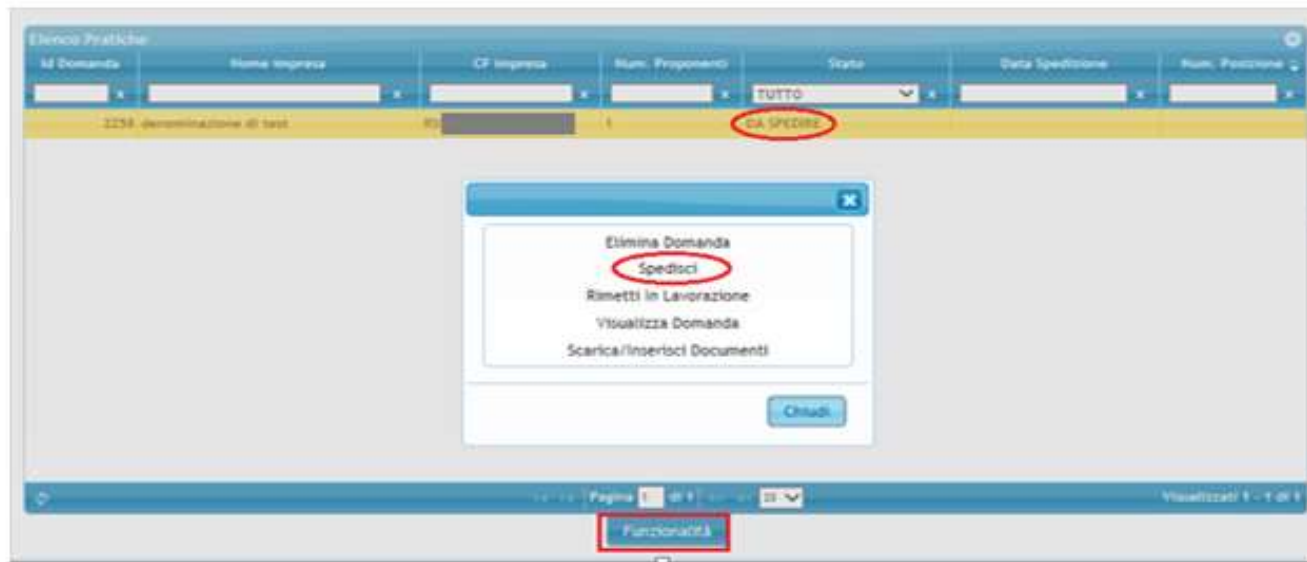 Elenco Pratiche
Id Domanda Nome Impresa CF Impresa Num. Proponenti Stato Data Spedizione Num. Posizione
x x x x TUTTO x x x
2258 denominazione di test 1 DA SPEDIRE
x
Elimina Domanda
Spedisci
Rimetti in Lavorazione
Visualizza Domanda
Scarica/Inserisci Documenti
Chiudi
Pagina 1 di 1 Visualizzati 1 - 1 di 1
Funzionalità